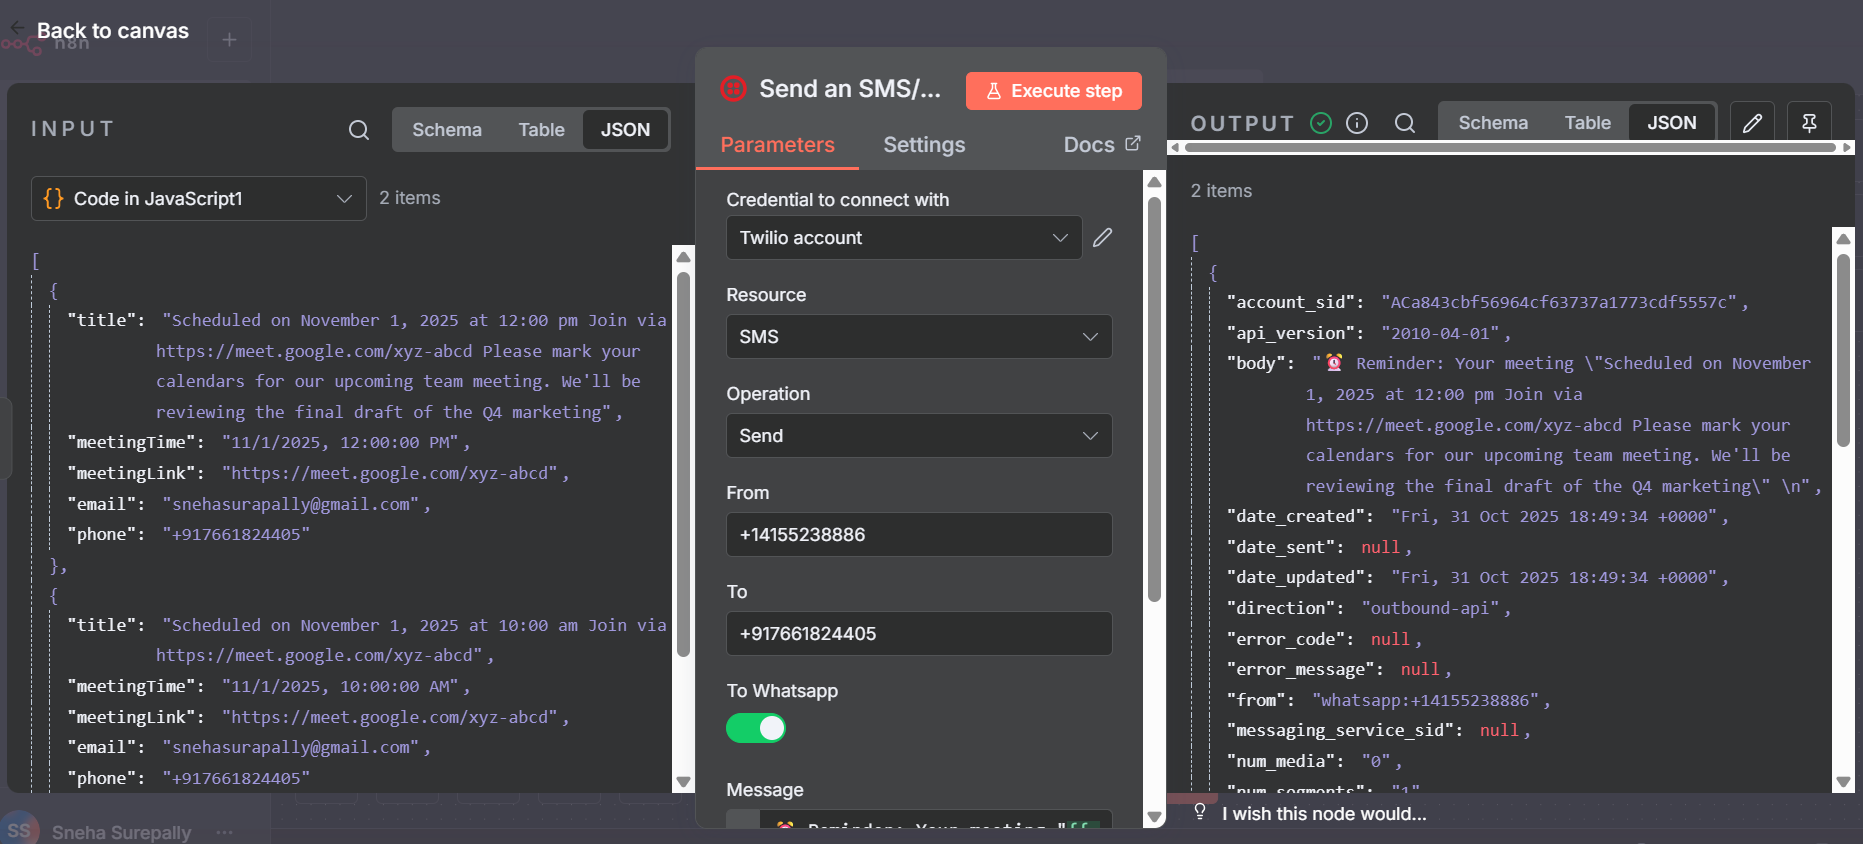 Back to canvas
n8n
INPUT
Schema
Table
JSON
Code in JavaScript1
2 items
[
{
"title": "Scheduled on November 1, 2025 at 12:00 pm Join via
https://meet.google.com/xyz-abcd Please mark your
calendars for our upcoming team meeting. We'll be
reviewing the final draft of the Q4 marketing",
"meetingTime": "11/1/2025, 12:00:00 PM",
"meetingLink": "https://meet.google.com/xyz-abcd",
"email": "snehasurapally@gmail.com",
"phone": "+917661824405"
},
{
"title": "Scheduled on November 1, 2025 at 10:00 am Join via
https://meet.google.com/xyz-abcd",
"meetingTime": "11/1/2025, 10:00:00 AM",
"meetingLink": "https://meet.google.com/xyz-abcd",
"email": "snehasurapally@gmail.com",
"phone": "+917661824405"
SS
Sneha Surepally
Send an SMS/...
Execute step
Parameters
Settings
Docs
Credential to connect with
Twilio account
Resource
SMS
Operation
Send
From
+14155238886
To
+917661824405
To Whatsapp
Message
⏰ Reminder: Your meeting "{{
OUTPUT
Schema
Table
JSON
2 items
[
{
"account_sid": "ACa843cbf56964cf63737a1773cdf5557c",
"api_version": "2010-04-01",
"body": "⏰ Reminder: Your meeting \"Scheduled on November
1, 2025 at 12:00 pm Join via
https://meet.google.com/xyz-abcd Please mark your
calendars for our upcoming team meeting. We'll be
reviewing the final draft of the Q4 marketing\" \n",
"date_created": "Fri, 31 Oct 2025 18:49:34 +0000",
"date_sent": null,
"date_updated": "Fri, 31 Oct 2025 18:49:34 +0000",
"direction": "outbound-api",
"error_code": null,
"error_message": null,
"from": "whatsapp:+14155238886",
"messaging_service_sid": null,
"num_media": "0",
"num_segments": "1"
I wish this node would...